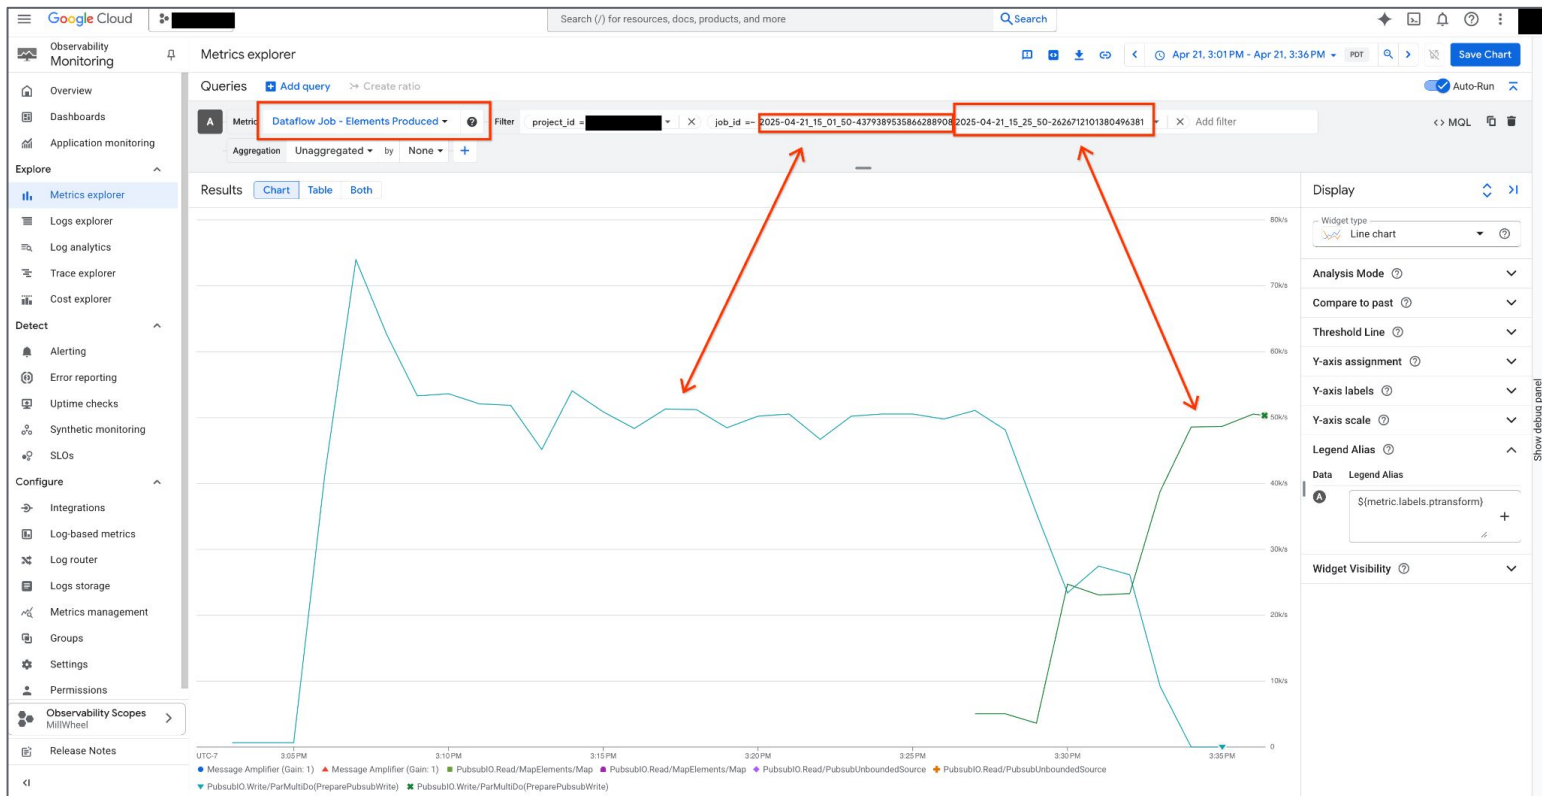 Google Cloud
Search (/) for resources, docs, products, and more
Search
Observability
Monitoring
Metrics explorer
Apr 21, 3:01 PM - Apr 21, 3:36 PM
PDT
Save Chart
Overview
Dashboards
Application monitoring
Explore
Metrics explorer
Logs explorer
Log analytics
Trace explorer
Cost explorer
Detect
Alerting
Error reporting
Uptime checks
Synthetic monitoring
SLOs
Configure
Integrations
Log-based metrics
Log router
Logs storage
Metrics management
Groups
Settings
Permissions
Observability Scopes
MillWheel
Release Notes
Queries
Add query
Create ratio
Auto-Run
A
Metric
Dataflow Job - Elements Produced
Filter
project_id =
job_id =~ 2025-04-21_15_01_50-4379389535866288908|2025-04-21_15_25_50-2626712101380496381
Add filter
<> MQL
Aggregation
Unaggregated
by
None
Results
Chart
Table
Both
80k/s
70k/s
60k/s
50k/s
40k/s
30k/s
20k/s
10k/s
0
UTC-7
3:05 PM
3:10 PM
3:15 PM
3:20 PM
3:25 PM
3:30 PM
3:35 PM
Message Amplifier (Gain: 1) Message Amplifier (Gain: 1) PubsubIO.Read/MapElements/Map PubsubIO.Read/MapElements/Map PubsubIO.Read/PubsubUnboundedSource PubsubIO.Read/PubsubUnboundedSource
PubsubIO.Write/ParMultiDo(PreparePubsubWrite) PubsubIO.Write/ParMultiDo(PreparePubsubWrite)
Display
Widget type
Line chart
Analysis Mode
Compare to past
Threshold Line
Y-axis assignment
Y-axis labels
Y-axis scale
Legend Alias
Data Legend Alias
A
${metric.labels.ptransform}
Widget Visibility
Show debug panel